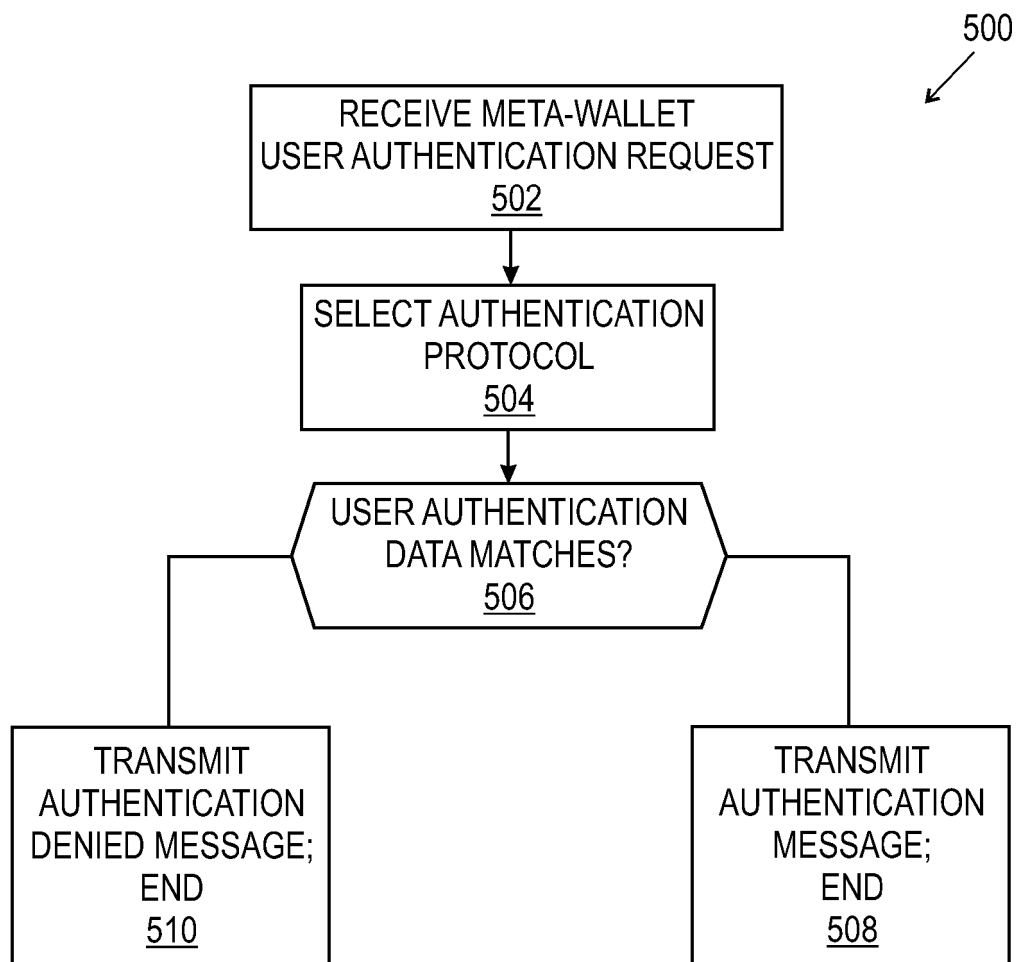 500
RECEIVE META-WALLET
USER AUTHENTICATION REQUEST
502
SELECT AUTHENTICATION
PROTOCOL
504
USER AUTHENTICATION
DATA MATCHES?
506
TRANSMIT
AUTHENTICATION
DENIED MESSAGE;
END
510
TRANSMIT
AUTHENTICATION
MESSAGE;
END
508